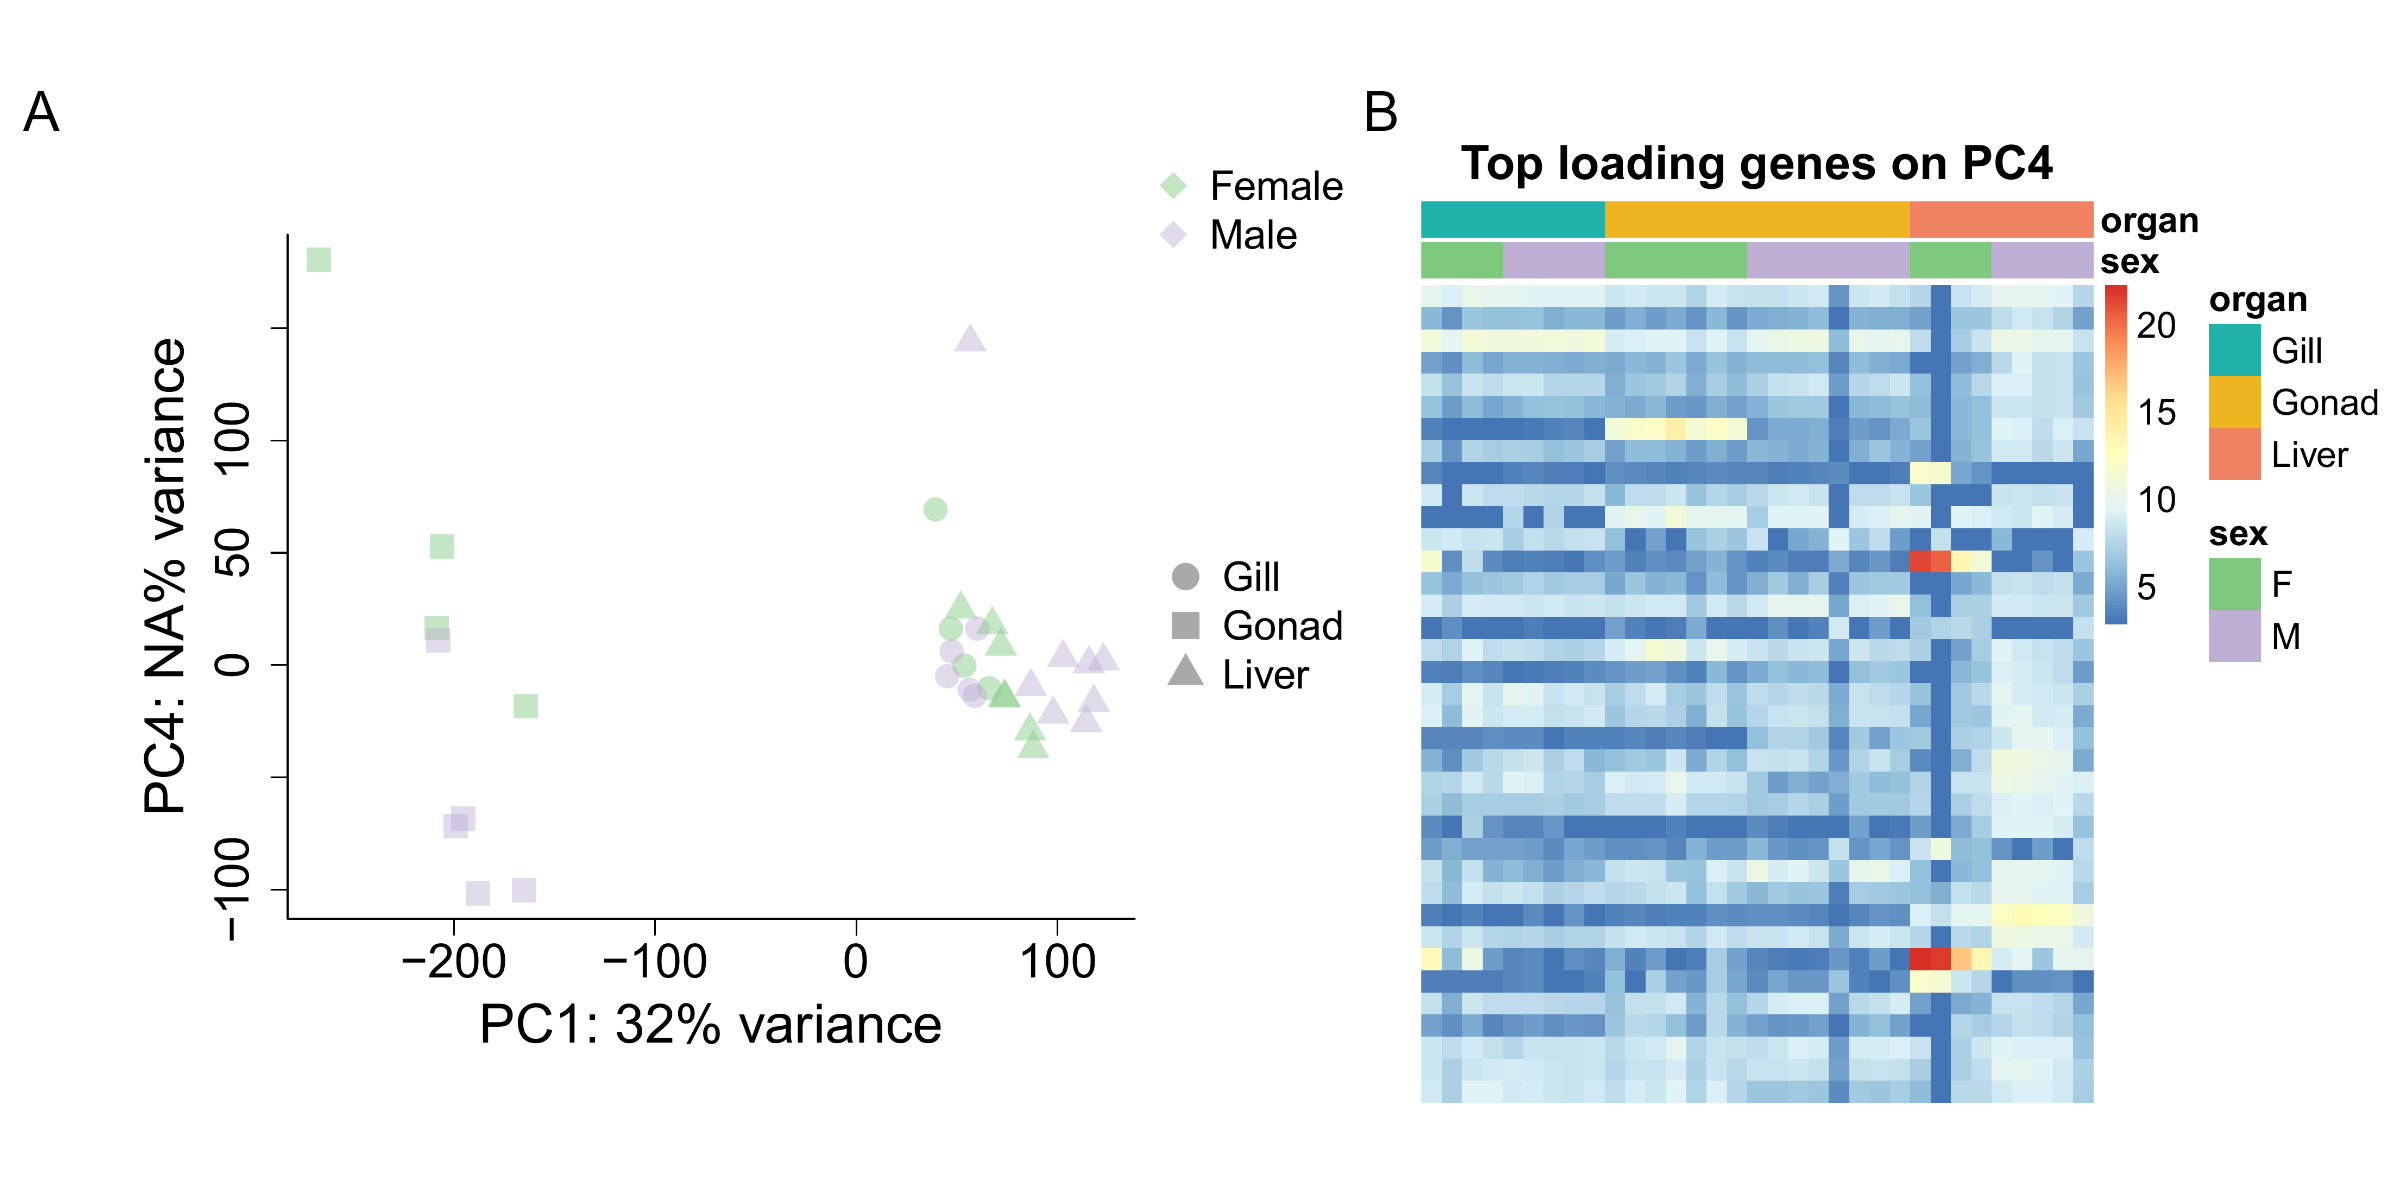 A
B
Top loading genes on PC4
Female
Male
organ
sex
PC4: NA% variance
100
50
0
−100
−200
−100
0
100
PC1: 32% variance
Gill
Gonad
Liver
20
15
10
5
organ
Gill
Gonad
Liver
sex
F
M